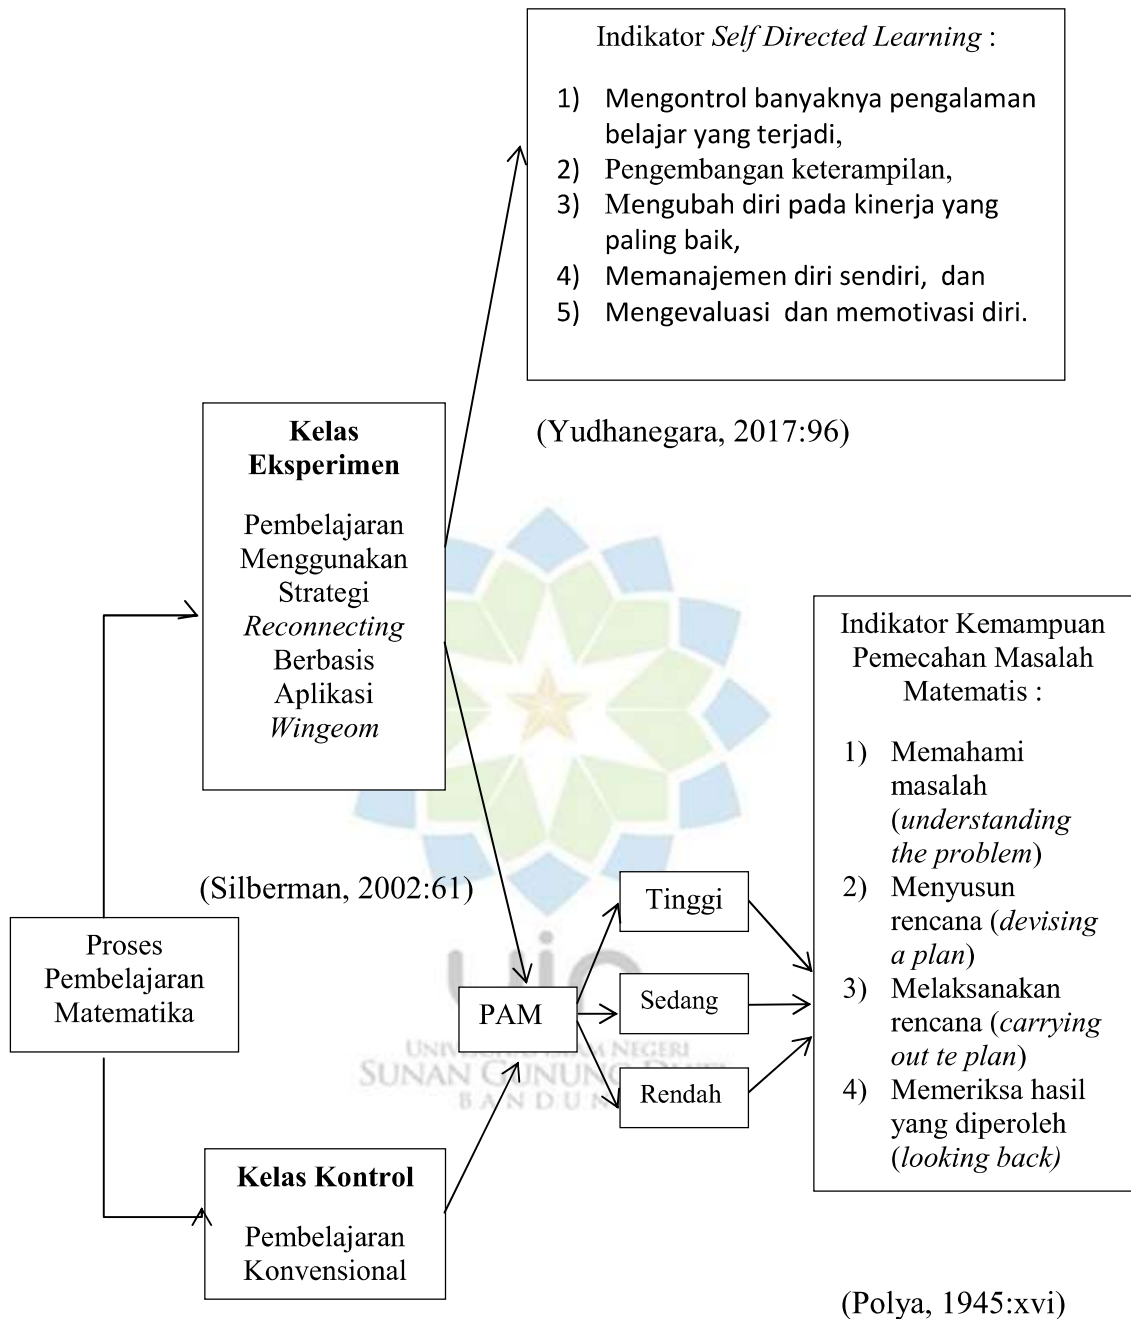 Indikator Self Directed Learning :
1) Mengontrol banyaknya pengalaman
belajar yang terjadi,
2) Pengembangan keterampilan,
3) Mengubah diri pada kinerja yang
paling baik,
4) Memanajemen diri sendiri, dan
5) Mengevaluasi dan memotivasi diri.
(Yudhanegara, 2017:96)
Kelas
Eksperimen
Pembelajaran
Menggunakan
Strategi
Reconnecting
Berbasis
Aplikasi
Wingeom
(Silberman, 2002:61)
Proses
Pembelajaran
Matematika
Kelas Kontrol
Pembelajaran
Konvensional
PAM
Tinggi
Sedang
Rendah
Indikator Kemampuan
Pemecahan Masalah
Matematis :
1) Memahami
masalah
(understanding
the problem)
2) Menyusun
rencana (devising
a plan)
3) Melaksanakan
rencana (carrying
out te plan)
4) Memeriksa hasil
yang diperoleh
(looking back)
(Polya, 1945:xvi)
uin
NEGERI
SUNAN GUNUNG